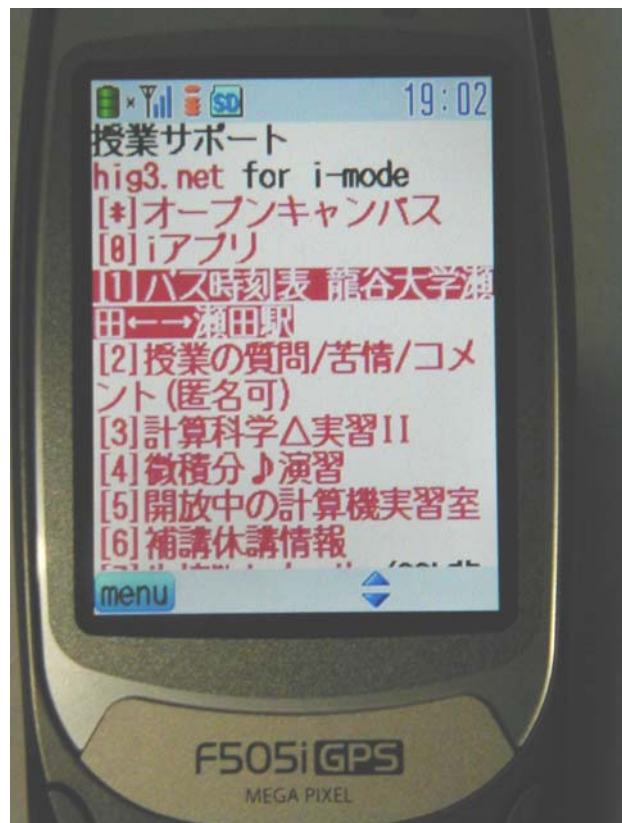 SD 19:02
授業サポート
hig3.net for i-mode
[*]オープンキャンパス
[0]iアプリ
[1]バス時刻表 龍谷大学瀬
田←→瀬田駅
[2]授業の質問/苦情/コメ
ント(匿名可)
[3]計算科学△実習II
[4]微積分♪演習
[5]開放中の計算機実習室
[6]補講休講情報
menu
F505i GPS
MEGA PIXEL